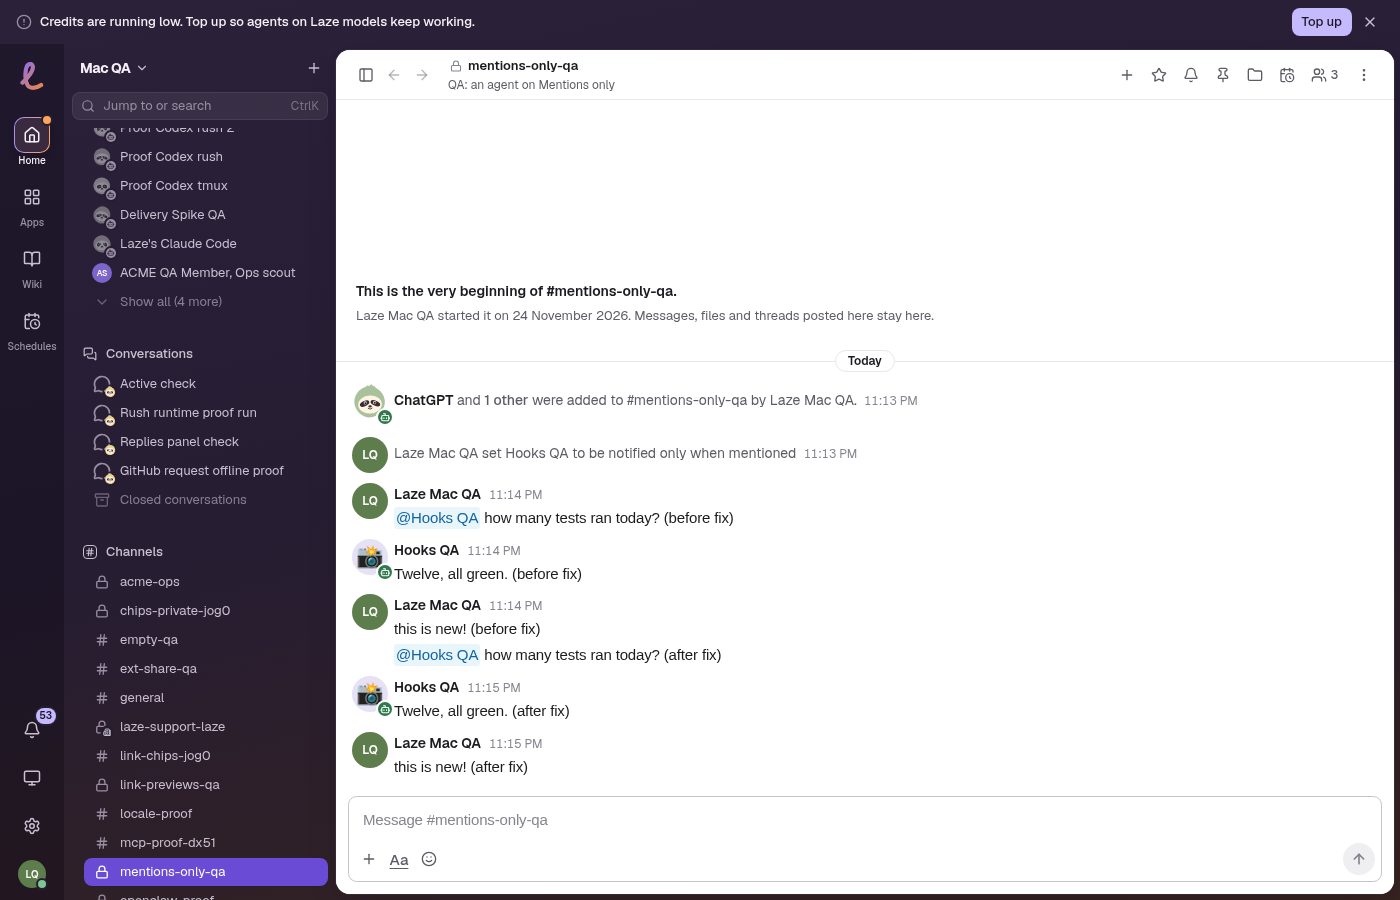 Credits are running low. Top up so agents on Laze models keep working.
Top up
Mac QA
Jump to or search
CtrlK
Home
Apps
Wiki
Schedules
53
LQ
Proof Codex rush 2
Proof Codex rush
Proof Codex tmux
Delivery Spike QA
Laze's Claude Code
AS
ACME QA Member, Ops scout
Show all (4 more)
Conversations
Active check
Rush runtime proof run
Replies panel check
GitHub request offline proof
Closed conversations
Channels
acme-ops
chips-private-jog0
empty-qa
ext-share-qa
general
laze-support-laze
link-chips-jog0
link-previews-qa
locale-proof
mcp-proof-dx51
mentions-only-qa
openclaw-proof
mentions-only-qa
QA: an agent on Mentions only
3
This is the very beginning of #mentions-only-qa.
Laze Mac QA started it on 24 November 2026. Messages, files and threads posted here stay here.
Today
ChatGPT and 1 other were added to #mentions-only-qa by Laze Mac QA. 11:13 PM
LQ
Laze Mac QA set Hooks QA to be notified only when mentioned 11:13 PM
LQ
Laze Mac QA 11:14 PM
@Hooks QA how many tests ran today? (before fix)
Hooks QA 11:14 PM
Twelve, all green. (before fix)
LQ
Laze Mac QA 11:14 PM
this is new! (before fix)
@Hooks QA how many tests ran today? (after fix)
Hooks QA 11:15 PM
Twelve, all green. (after fix)
LQ
Laze Mac QA 11:15 PM
this is new! (after fix)
Message #mentions-only-qa
Aa